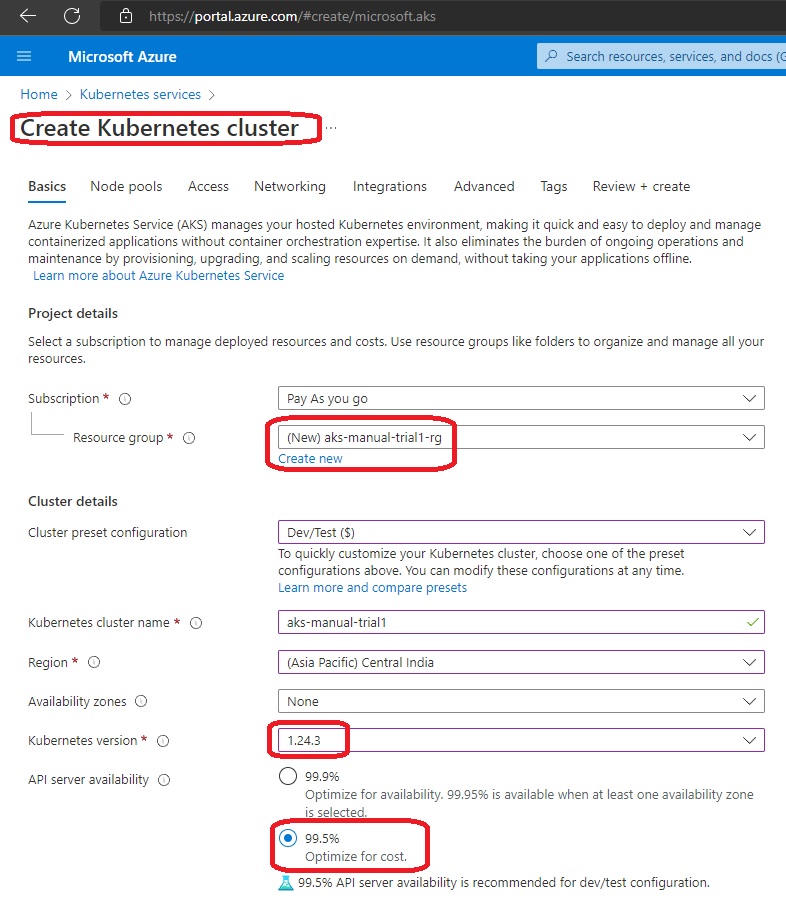 https://portal.azure.com/#create/microsoft.aks
Microsoft Azure
Search resources, services, and docs (G
Home > Kubernetes services >
Create Kubernetes cluster ...
Basics Node pools Access Networking Integrations Advanced Tags Review + create
Azure Kubernetes Service (AKS) manages your hosted Kubernetes environment, making it quick and easy to deploy and manage
containerized applications without container orchestration expertise. It also eliminates the burden of ongoing operations and
maintenance by provisioning, upgrading, and scaling resources on demand, without taking your applications offline.
Learn more about Azure Kubernetes Service
Project details
Select a subscription to manage deployed resources and costs. Use resource groups like folders to organize and manage all your
resources.
Subscription *
Pay As you go
Resource group *
(New) aks-manual-trial1-rg
Create new
Cluster details
Cluster preset configuration
Dev/Test ($)
To quickly customize your Kubernetes cluster, choose one of the preset
configurations above. You can modify these configurations at any time.
Learn more and compare presets
Kubernetes cluster name *
aks-manual-trial1
Region *
(Asia Pacific) Central India
Availability zones
None
Kubernetes version *
1.24.3
API server availability
99.9%
Optimize for availability. 99.95% is available when at least one availability zone
is selected.
99.5%
Optimize for cost.
99.5% API server availability is recommended for dev/test configuration.